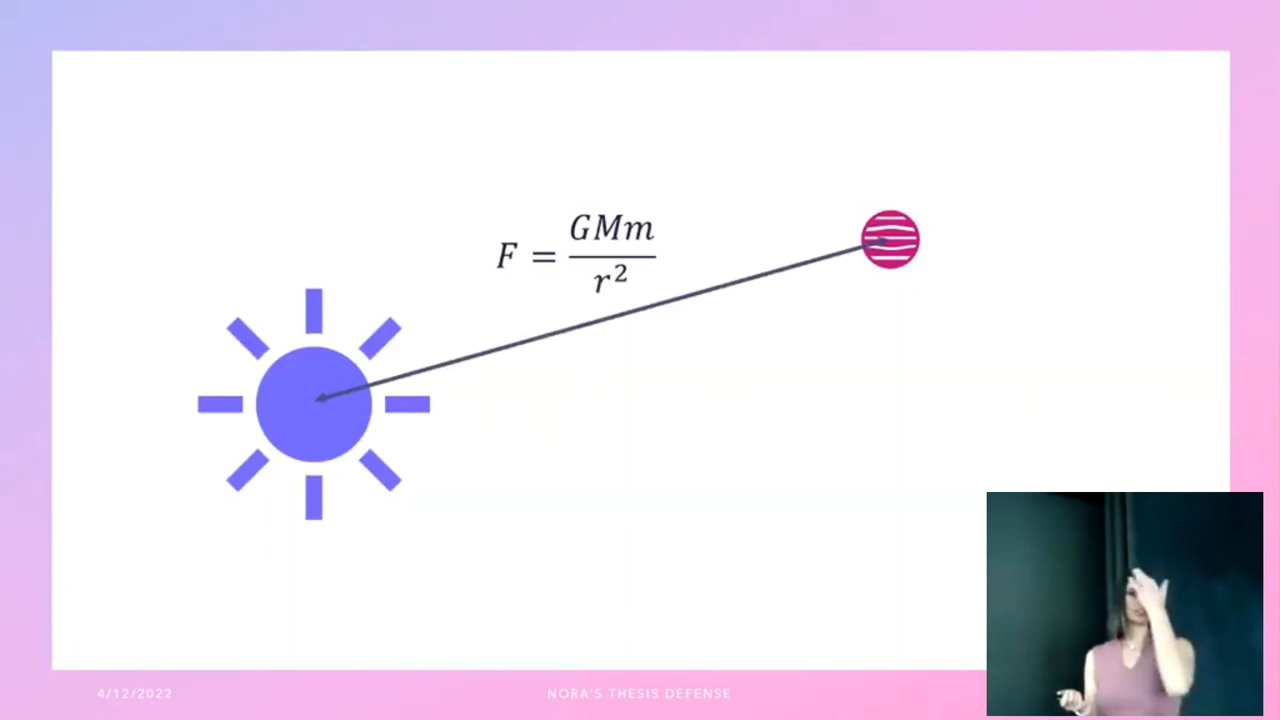 F = GMm/r²
4/12/2022
NORA'S THESIS DEFENSE